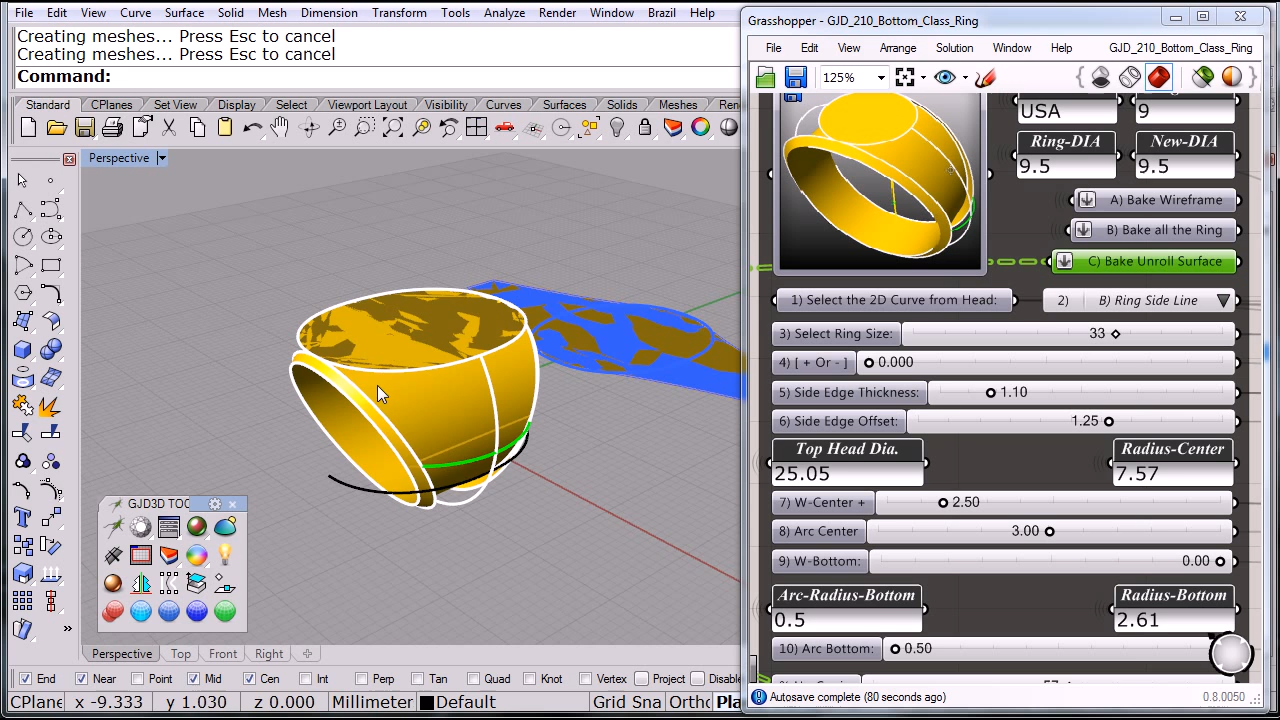 File Edit View Curve Surface Solid Mesh Dimension Transform Tools Analyze Render Window Brazil Help
Creating meshes... Press Esc to cancel
Creating meshes... Press Esc to cancel
Command:
Standard CPlanes Set View Display Select Viewport Layout Visibility Curves Surfaces Solids Meshes
Perspective
GJD3D TOO
Perspective Top Front Right
End Near Point Mid Cen Int Perp Tan Quad Knot Vertex Project Disable
CPlane x -9.333 y 1.030 z 0.000 Millimeter Default Grid Sna Ortho Pla
Grasshopper - GJD_210_Bottom_Class_Ring
File Edit View Arrange Solution Window Help GJD_210_Bottom_Class_Ring
125%
USA 9
Ring-DIA New-DIA
9.5 9.5
A) Bake Wireframe
B) Bake all the Ring
C) Bake Unroll Surface
1) Select the 2D Curve from Head: 2) B) Ring Side Line
3) Select Ring Size: 33
4) [ + Or - ] 0.000
5) Side Edge Thickness: 1.10
6) Side Edge Offset: 1.25
Top Head Dia. Radius-Center
25.05 7.57
7) W-Center + 2.50
8) Arc Center 3.00
9) W-Bottom: 0.00
Arc-Radius-Bottom Radius-Bottom
0.5 2.61
10) Arc Bottom: 0.50
Autosave complete (80 seconds ago) 0.8.0050